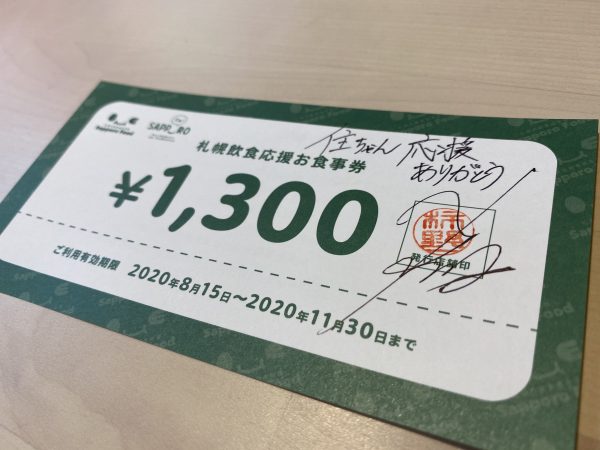 SAPP_RO
住ちゃん 応援
ありがとう
札幌飲食応援お食事券
¥1,300
発行店舗印
ご利用有効期限 2020年8月15日~2020年11月30日まで